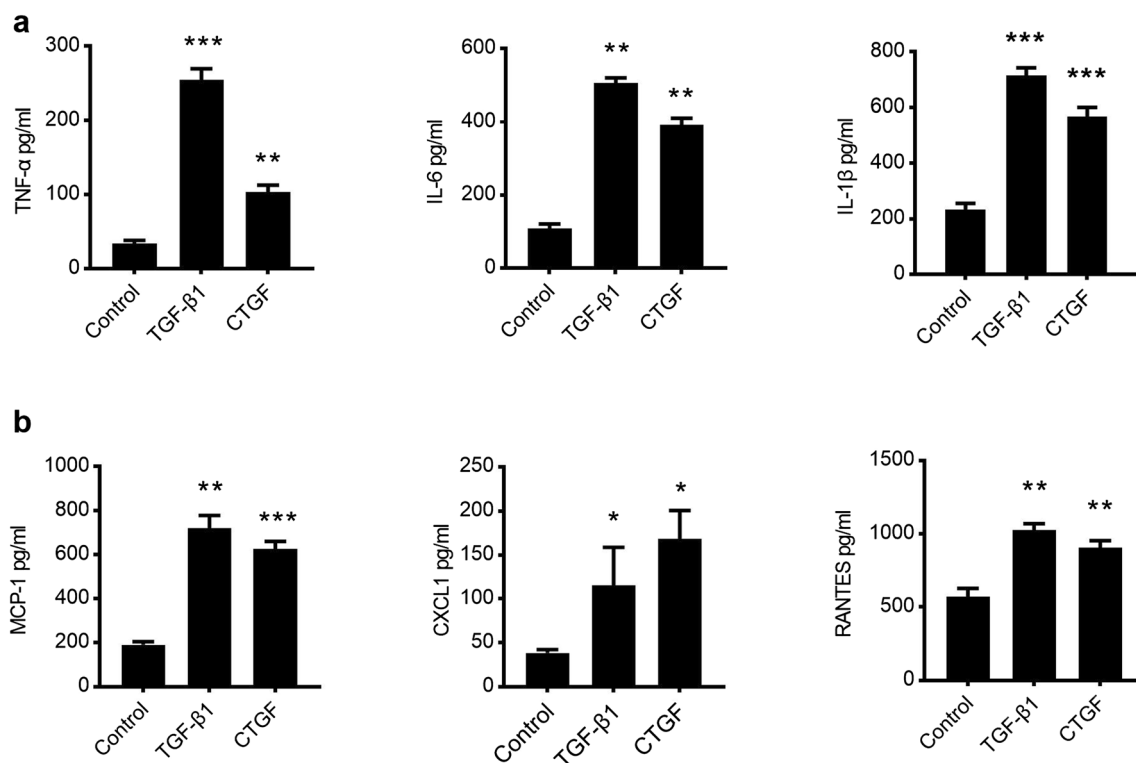 a
TNF-α pg/ml
300
200
100
0
***
**
Control
TGF-β1
CTGF
IL-6 pg/ml
600
400
200
0
**
**
Control
TGF-β1
CTGF
IL-1β pg/ml
800
600
400
200
0
***
***
Control
TGF-β1
CTGF
b
MCP-1 pg/ml
1000
800
600
400
200
0
**
***
Control
TGF-β1
CTGF
CXCL1 pg/ml
250
200
150
100
50
0
*
*
Control
TGF-β1
CTGF
RANTES pg/ml
1500
1000
500
0
**
**
Control
TGF-β1
CTGF